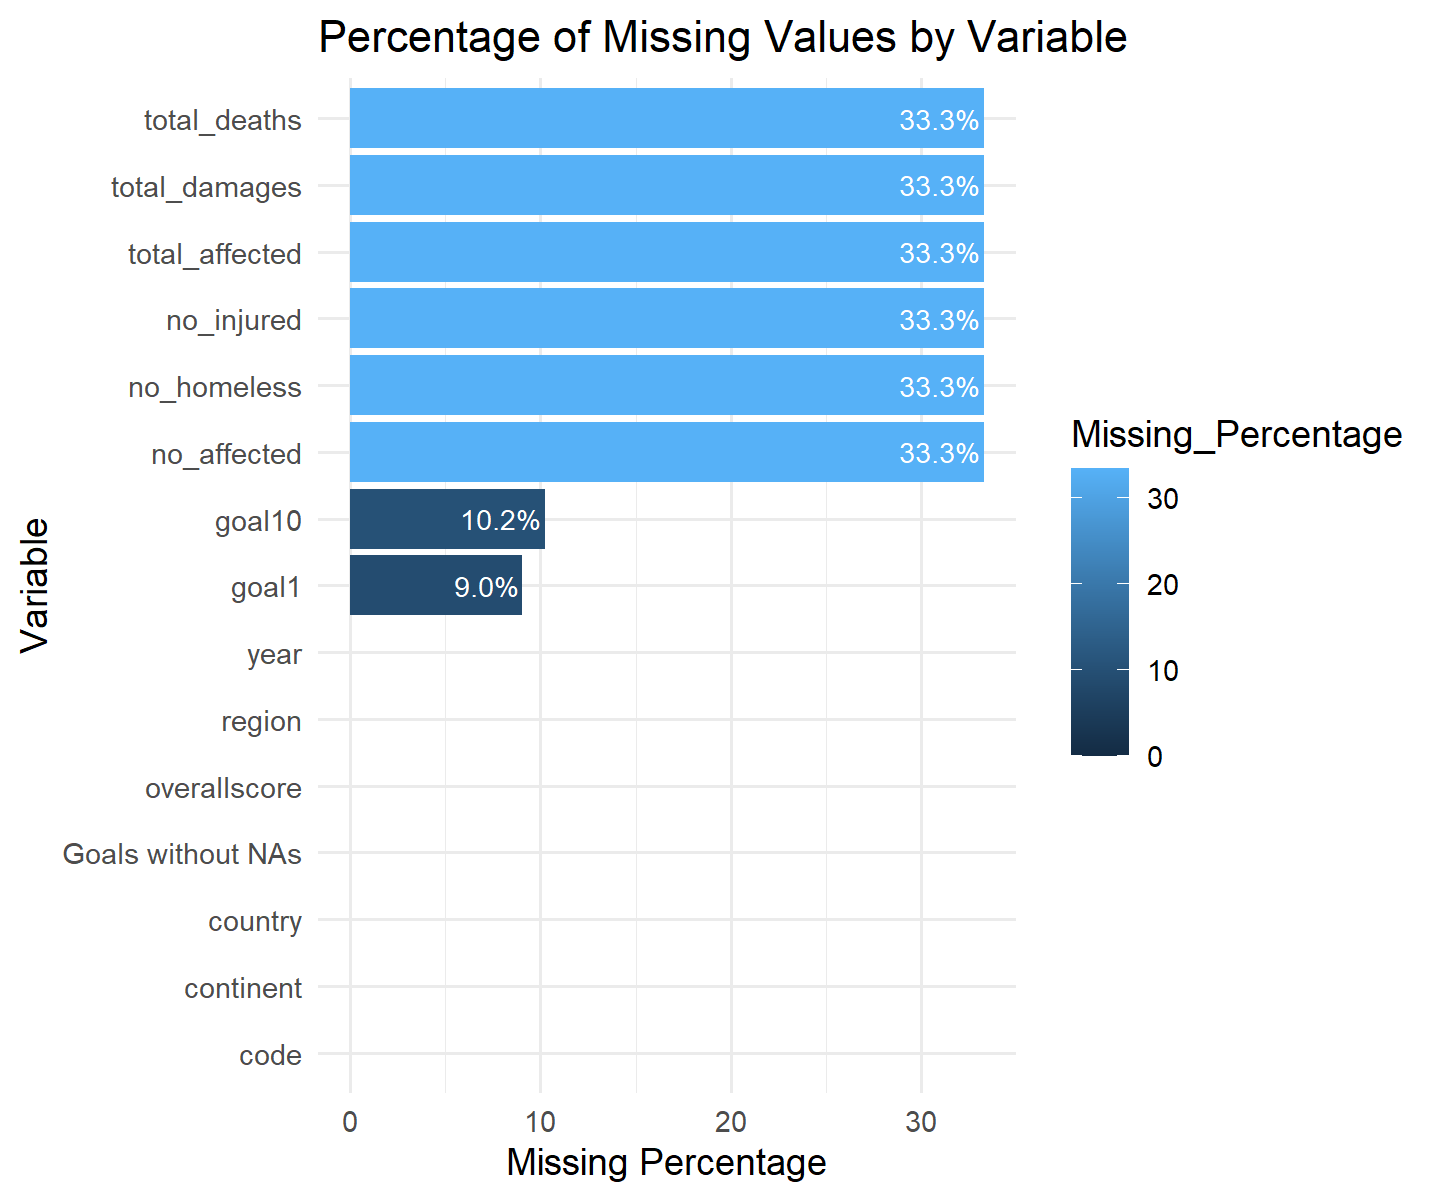 Percentage of Missing Values by Variable
total_deaths 33.3%
total_damages 33.3%
total_affected 33.3%
no_injured 33.3%
no_homeless 33.3%
no_affected 33.3%
goal10 10.2%
goal1 9.0%
year
region
overallscore
Goals without NAs
country
continent
code
0 10 20 30
Missing Percentage
Variable
Missing_Percentage
30
20
10
0